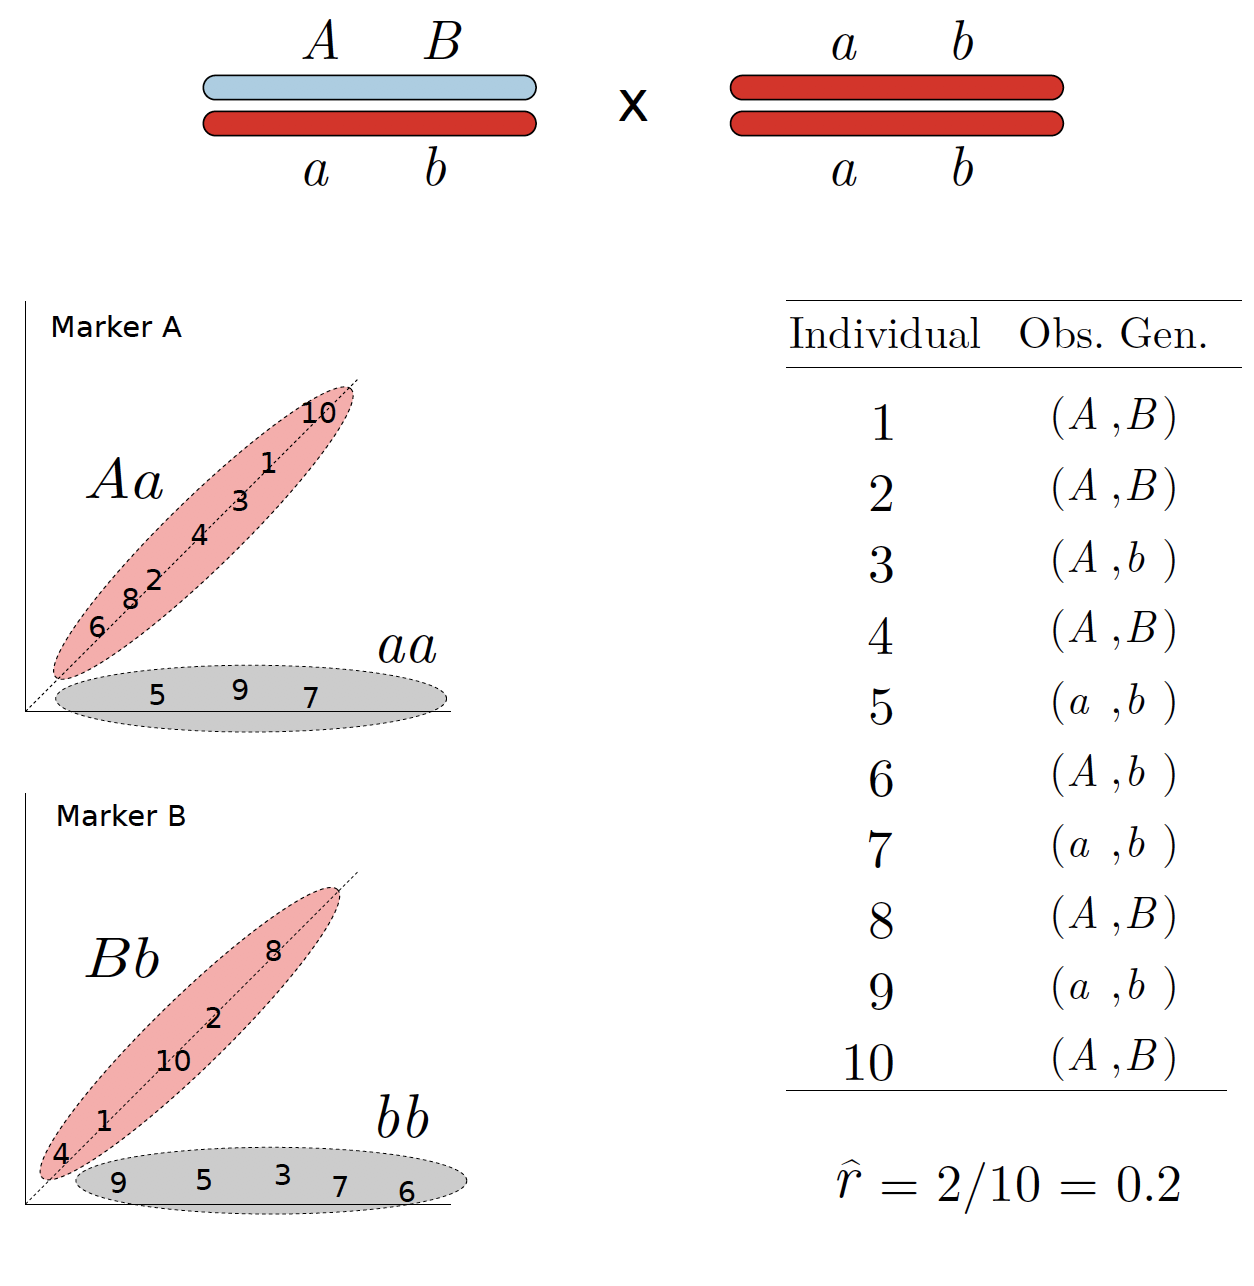 A B
a b
x
a b
a b
Marker A
Aa
10
1
3
4
2
8
6
aa
5 9 7
Marker B
Bb
8
2
10
1
4
bb
9 5 3 7 6
Individual Obs. Gen.
1 (A ,B)
2 (A ,B)
3 (A ,b )
4 (A ,B)
5 (a ,b )
6 (A ,b )
7 (a ,b )
8 (A ,B)
9 (a ,b )
10 (A ,B)
r̂ = 2/10 = 0.2